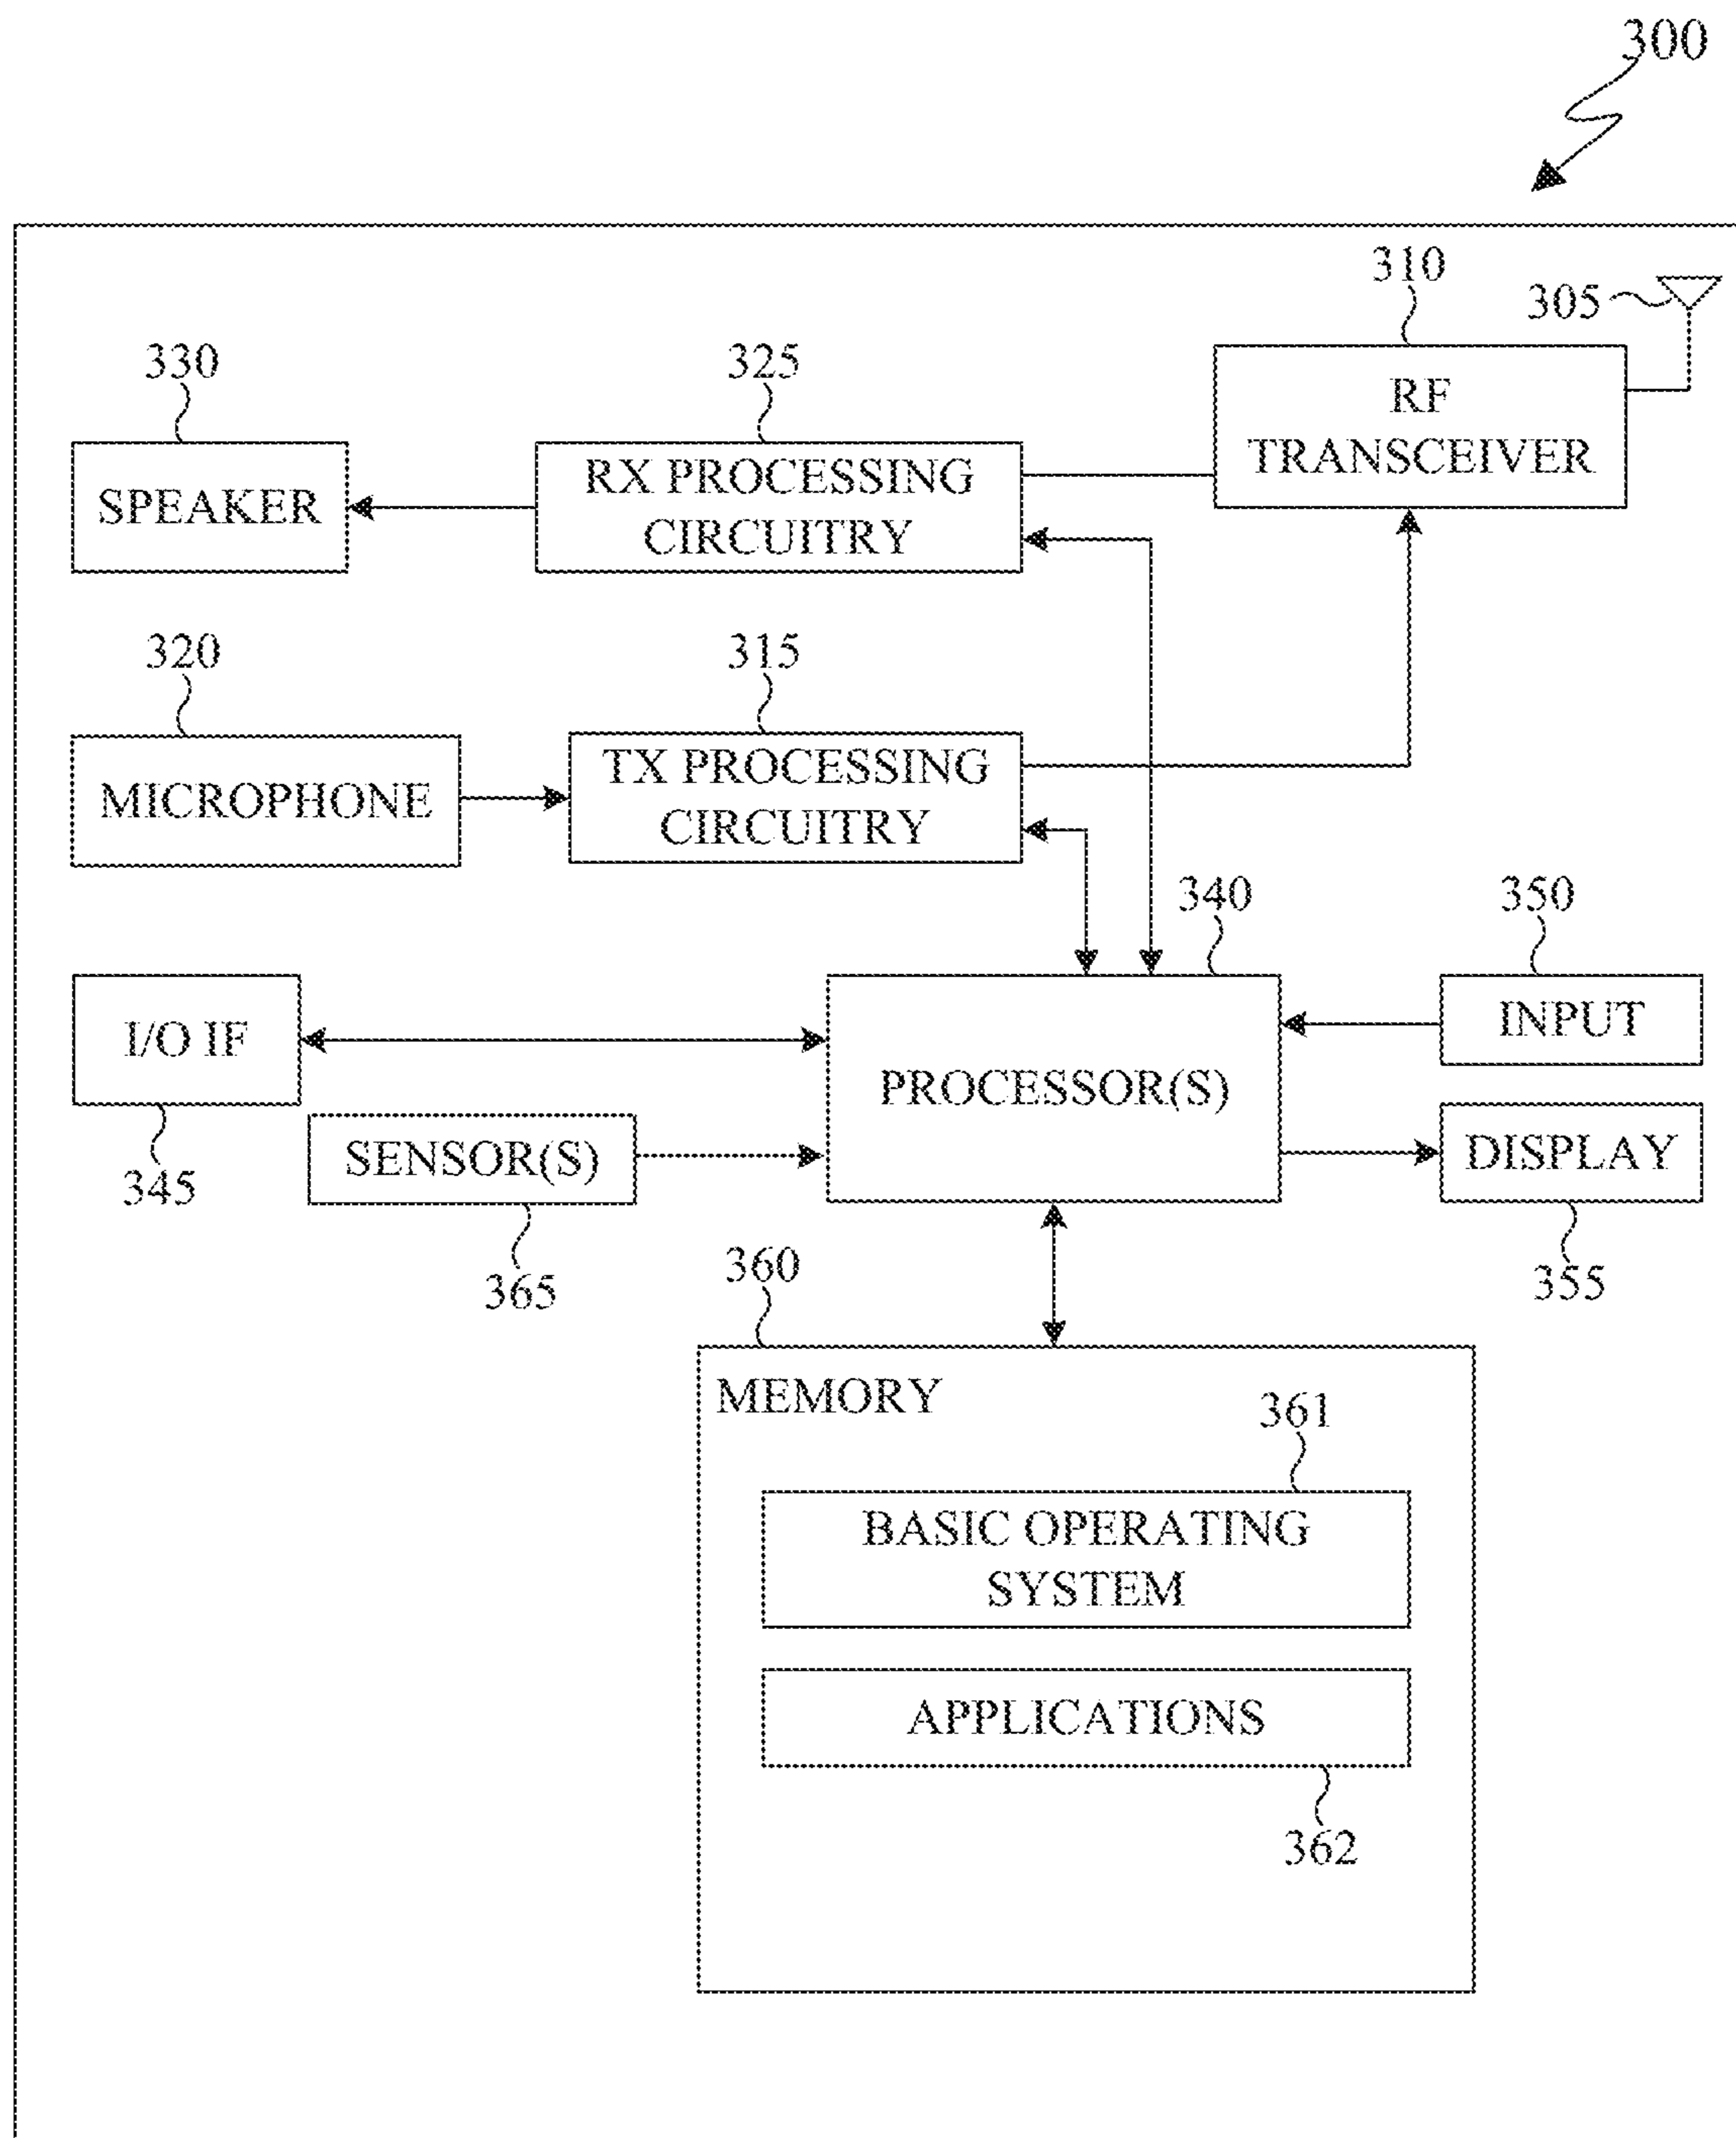 300
310
305
330
325
RF
TRANSCEIVER
SPEAKER
RX PROCESSING
CIRCUITRY
320
315
MICROPHONE
TX PROCESSING
CIRCUITRY
340
350
I/O IF
PROCESSOR(S)
INPUT
SENSOR(S)
DISPLAY
345
365
360
355
MEMORY
361
BASIC OPERATING
SYSTEM
APPLICATIONS
362